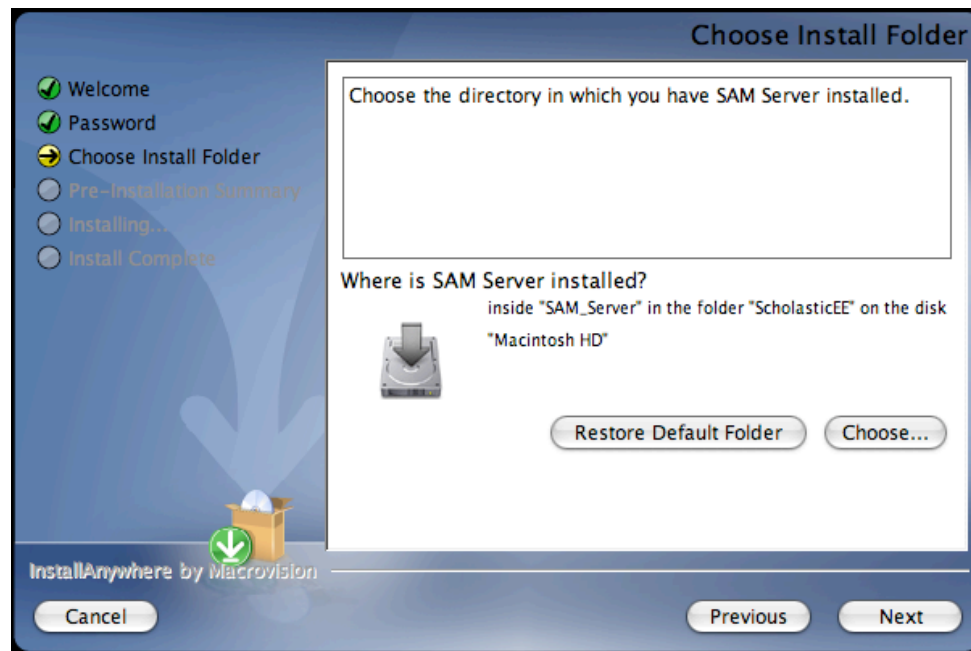 Choose Install Folder
Welcome
Password
Choose Install Folder
Pre-Installation Summary
Installing...
Install Complete
Choose the directory in which you have SAM Server installed.
Where is SAM Server installed?
inside "SAM_Server" in the folder "ScholasticEE" on the disk
"Macintosh HD"
Restore Default Folder
Choose...
InstallAnywhere by Macrovision
Cancel
Previous
Next